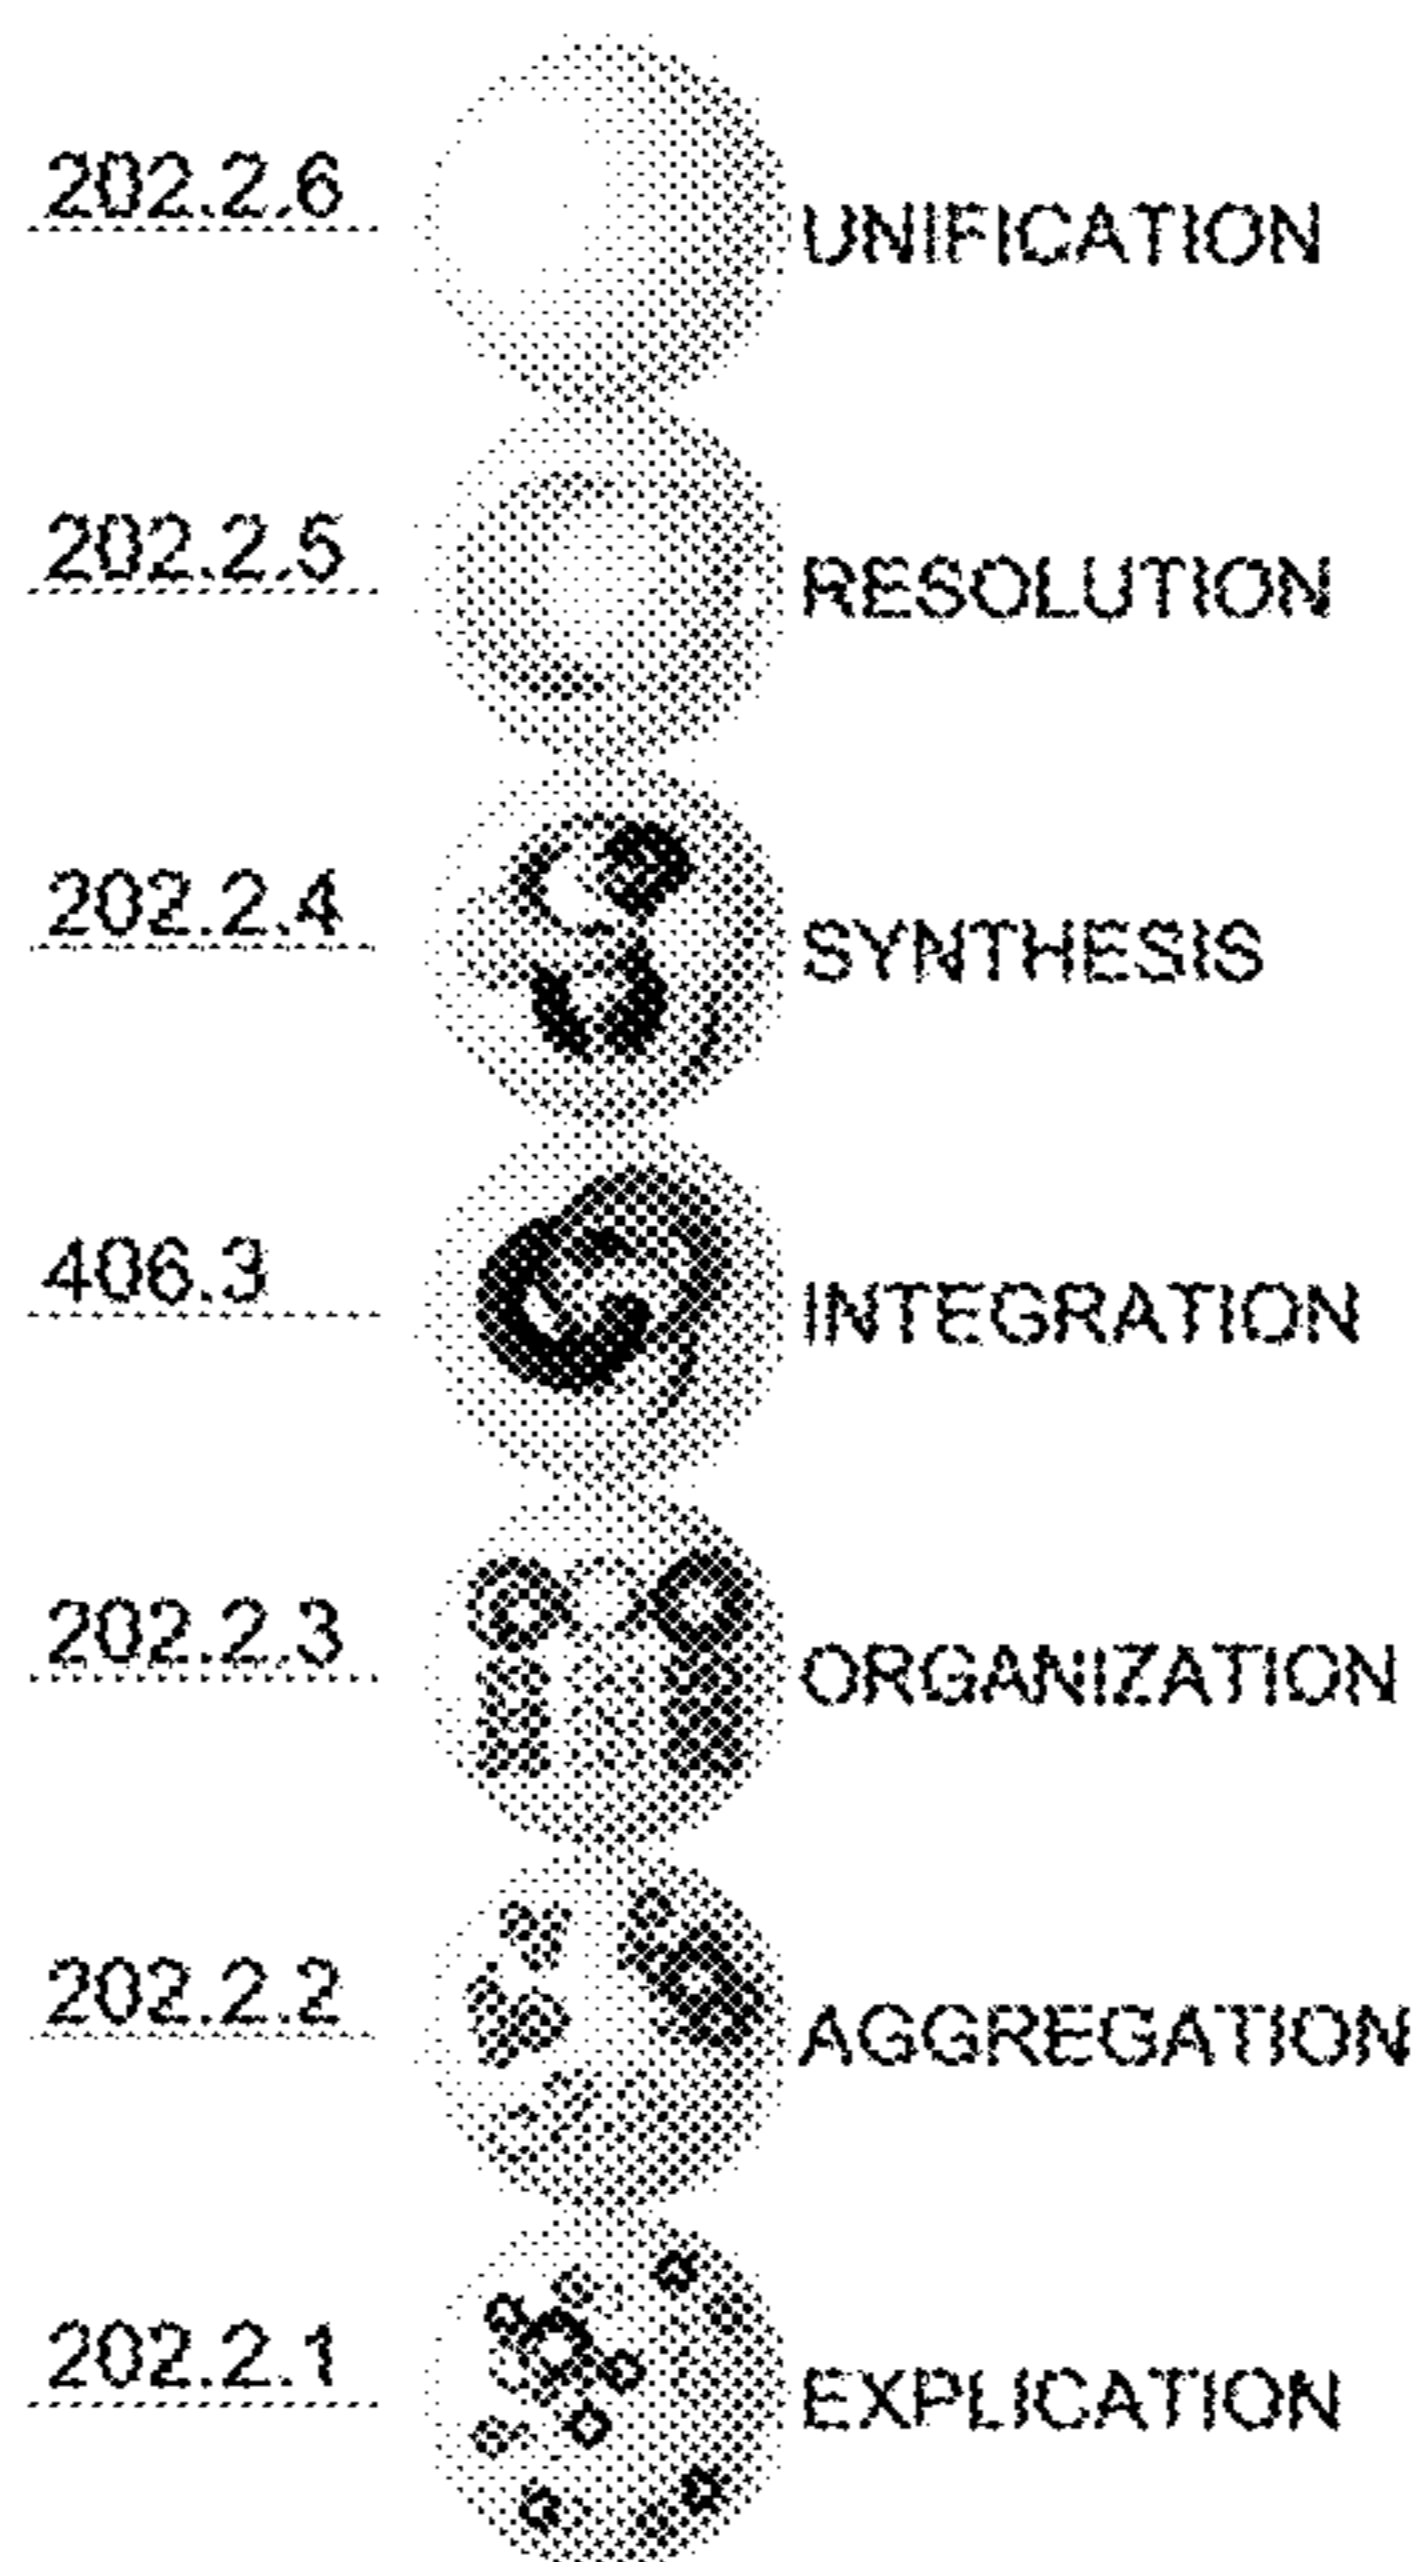 202.2.6 UNIFICATION
202.2.5 RESOLUTION
202.2.4 SYNTHESIS
406.3 INTEGRATION
202.2.3 ORGANIZATION
202.2.2 AGGREGATION
202.2.1 EXPLICATION